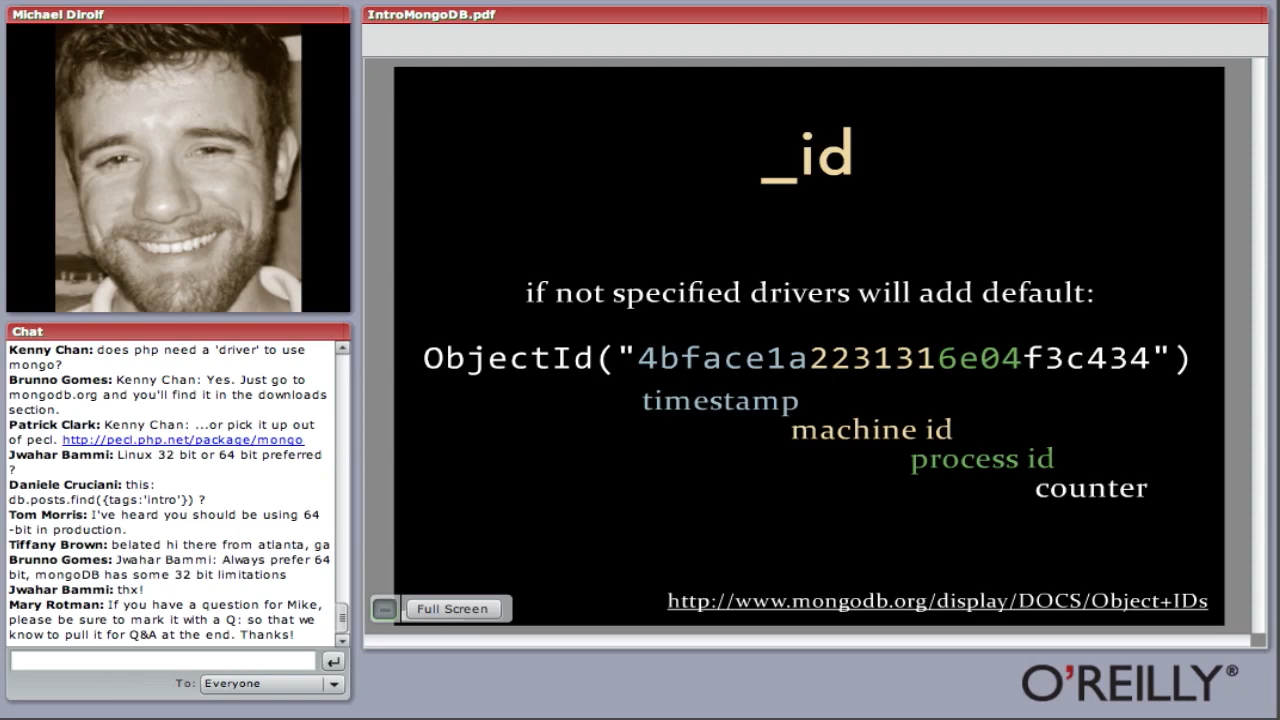 Michael Dirolf
IntroMongoDB.pdf
_id
if not specified drivers will add default:
ObjectId("4bface1a2231316e04f3c434")
timestamp
machine id
process id
counter
http://www.mongodb.org/display/DOCS/Object+IDs
Full Screen
Chat
Kenny Chan: does php need a 'driver' to use
mongo?
Brunno Gomes: Kenny Chan: Yes. Just go to
mongodb.org and you'll find it in the downloads
section.
Patrick Clark: Kenny Chan: ...or pick it up out
of pecl. http://pecl.php.net/package/mongo
Jwahar Bammi: Linux 32 bit or 64 bit preferred
?
Daniele Cruciani: this:
db.posts.find({tags:'intro'}) ?
Tom Morris: I've heard you should be using 64
-bit in production.
Tiffany Brown: belated hi there from atlanta, ga
Brunno Gomes: Jwahar Bammi: Always prefer 64
bit, mongoDB has some 32 bit limitations
Jwahar Bammi: thx!
Mary Rotman: If you have a question for Mike,
please be sure to mark it with a Q: so that we
know to pull it for Q&A at the end. Thanks!
To: Everyone
O'REILLY®